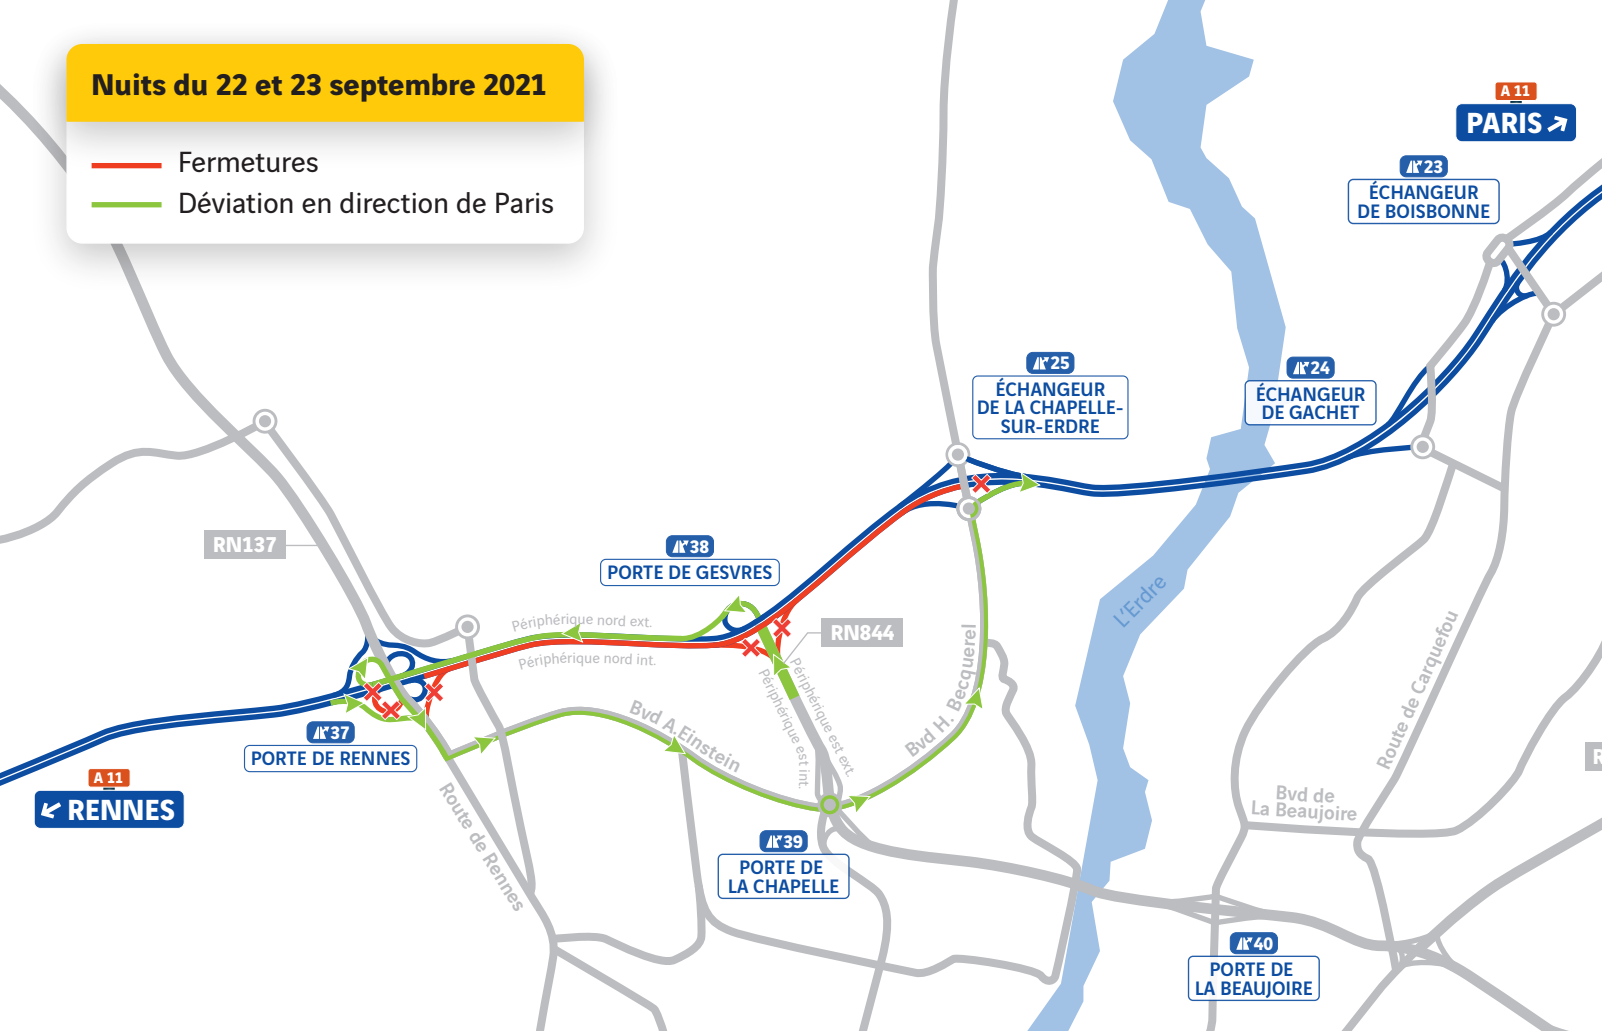 Nuits du 22 et 23 septembre 2021
Fermetures
Déviation en direction de Paris
A 11
PARIS
23
ÉCHANGEUR
DE BOISBONNE
25
ÉCHANGEUR
DE LA CHAPELLE-
SUR-ERDRE
24
ÉCHANGEUR
DE GACHET
RN137
38
PORTE DE GESVRES
Périphérique nord ext.
Périphérique nord int.
RN844
Périphérique est ext.
Périphérique est int.
L'Erdre
Bvd H. Becquerel
Route de Carquefou
37
PORTE DE RENNES
Bvd A.Einstein
A 11
RENNES
Route de Rennes
39
PORTE DE
LA CHAPELLE
Bvd de
La Beaujoire
R
40
PORTE DE
LA BEAUJOIRE